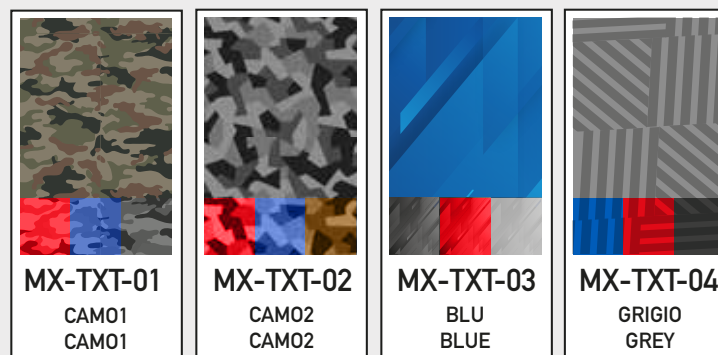 MX-TXT-01
CAMO1
CAMO1
MX-TXT-02
CAMO2
CAMO2
MX-TXT-03
BLU
BLUE
MX-TXT-04
GRIGIO
GREY